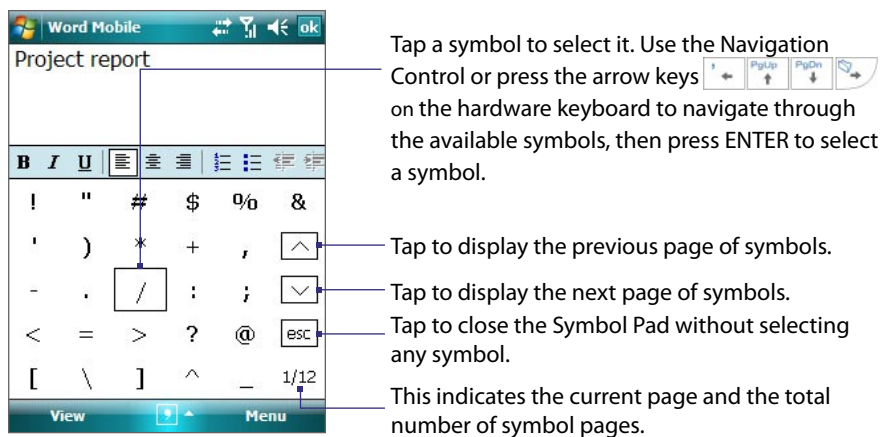 Word Mobile ok
Project report
B I U
! " # $ % &
' ) * + ,
- . / : ;
< = > ? @ esc
[ \ ] ^ _ 1/12
View Menu
Tap a symbol to select it. Use the Navigation
Control or press the arrow keys , PgUp PgDn
on the hardware keyboard to navigate through
the available symbols, then press ENTER to select
a symbol.
Tap to display the previous page of symbols.
Tap to display the next page of symbols.
Tap to close the Symbol Pad without selecting
any symbol.
This indicates the current page and the total
number of symbol pages.